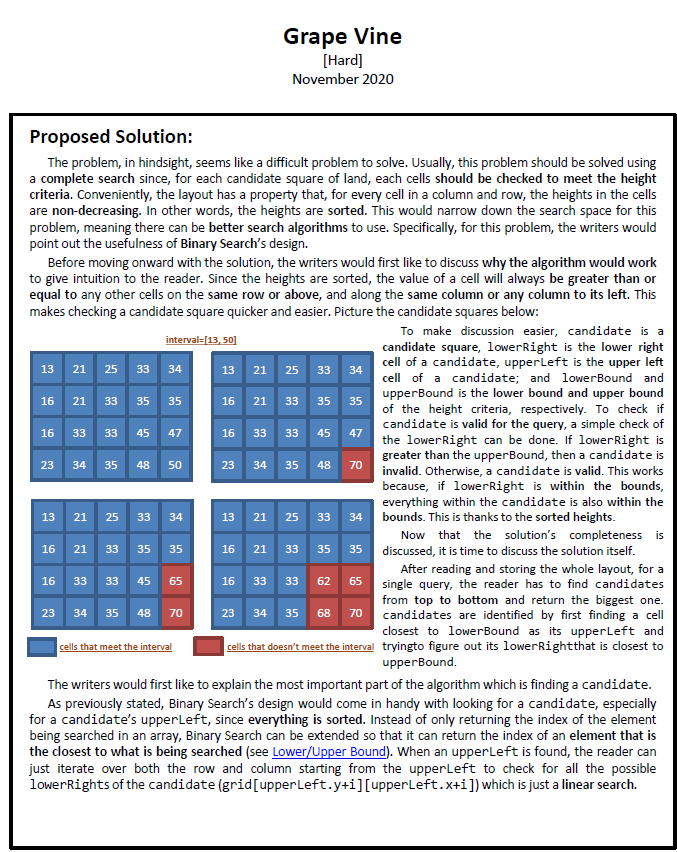 Grape Vine
[Hard]
November 2020
Proposed Solution:
The problem, in hindsight, seems like a difficult problem to solve. Usually, this problem should be solved using
a complete search since, for each candidate square of land, each cells should be checked to meet the height
criteria. Conveniently, the layout has a property that, for every cell in a column and row, the heights in the cells
are non-decreasing. In other words, the heights are sorted. This would narrow down the search space for this
problem, meaning there can be better search algorithms to use. Specifically, for this problem, the writers would
point out the usefulness of Binary Search's design.
Before moving onward with the solution, the writers would first like to discuss why the algorithm would work
to give intuition to the reader. Since the heights are sorted, the value of a cell will always be greater than or
equal to any other cells on the same row or above, and along the same column or any column to its left. This
makes checking a candidate square quicker and easier. Picture the candidate squares below:
interval=[13, 50]
13 21 25 33 34
16 21 33 35 35
16 33 33 45 47
23 34 35 48 50
13 21 25 33 34
16 21 33 35 35
16 33 33 45 47
23 34 35 48 70
13 21 25 33 34
16 21 33 35 35
16 33 33 45 65
23 34 35 48 70
13 21 25 33 34
16 21 33 35 35
16 33 33 62 65
23 34 35 68 70
cells that meet the interval
cells that doesn't meet the interval
To make discussion easier, candidate is a
candidate square, lowerRight is the lower right
cell of a candidate, upperLeft is the upper left
cell of a candidate; and lowerBound and
upperBound is the lower bound and upper bound
of the height criteria, respectively. To check if
candidate is valid for the query, a simple check of
the lowerRight can be done. If lowerRight is
greater than the upperBound, then a candidate is
invalid. Otherwise, a candidate is valid. This works
because, if lowerRight is within the bounds,
everything within the candidate is also within the
bounds. This is thanks to the sorted heights.
Now that the solution's completeness is
discussed, it is time to discuss the solution itself.
After reading and storing the whole layout, for a
single query, the reader has to find candidates
from top to bottom and return the biggest one.
candidates are identified by first finding a cell
closest to lowerBound as its upperLeft and
tryingto figure out its lowerRightthat is closest to
upperBound.
The writers would first like to explain the most important part of the algorithm which is finding a candidate.
As previously stated, Binary Search's design would come in handy with looking for a candidate, especially
for a candidate's upperLeft, since everything is sorted. Instead of only returning the index of the element
being searched in an array, Binary Search can be extended so that it can return the index of an element that is
the closest to what is being searched (see Lower/Upper Bound). When an upperLeft is found, the reader can
just iterate over both the row and column starting from the upperLeft to check for all the possible
lowerRights of the candidate (grid[upperLeft.y+i][upperLeft.x+i]) which is just a linear search.